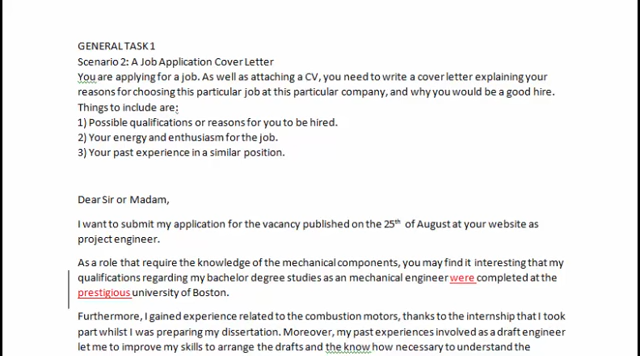 GENERAL TASK 1
Scenario 2: A Job Application Cover Letter
You are applying for a job. As well as attaching a CV, you need to write a cover letter explaining your
reasons for choosing this particular job at this particular company, and why you would be a good hire.
Things to include are:
1) Possible qualifications or reasons for you to be hired.
2) Your energy and enthusiasm for the job.
3) Your past experience in a similar position.
Dear Sir or Madam,
I want to submit my application for the vacancy published on the 25th of August at your website as
project engineer.
As a role that require the knowledge of the mechanical components, you may find it interesting that my
qualifications regarding my bachelor degree studies as an mechanical engineer were completed at the
prestigious university of Boston.
Furthermore, I gained experience related to the combustion motors, thanks to the internship that I took
part whilst I was preparing my dissertation. Moreover, my past experiences involved as a draft engineer
let me to improve my skills to arrange the drafts and the know how necessary to understand the